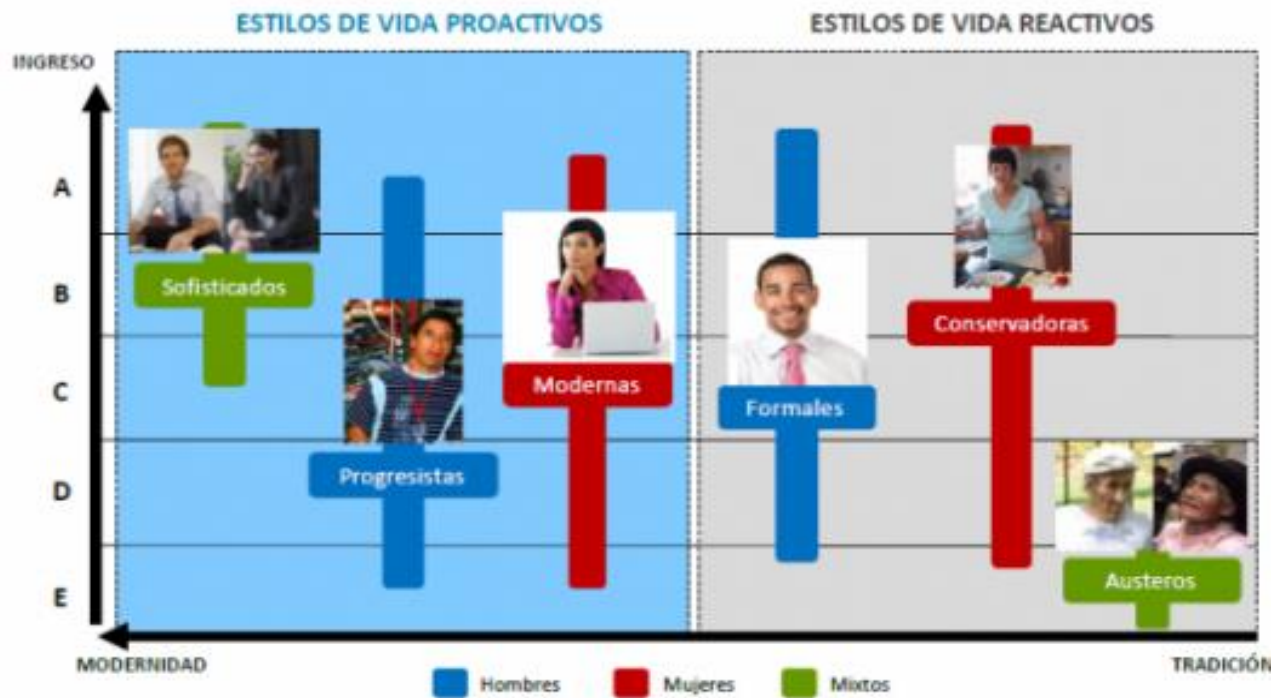 ESTILOS DE VIDA PROACTIVOS
ESTILOS DE VIDA REACTIVOS
INGRESO
A
B
C
D
E
Sofisticados
Progresistas
Modernas
Formales
Conservadoras
Austeros
MODERNIDAD
TRADICIÓN
Hombres
Mujeres
Mixtos